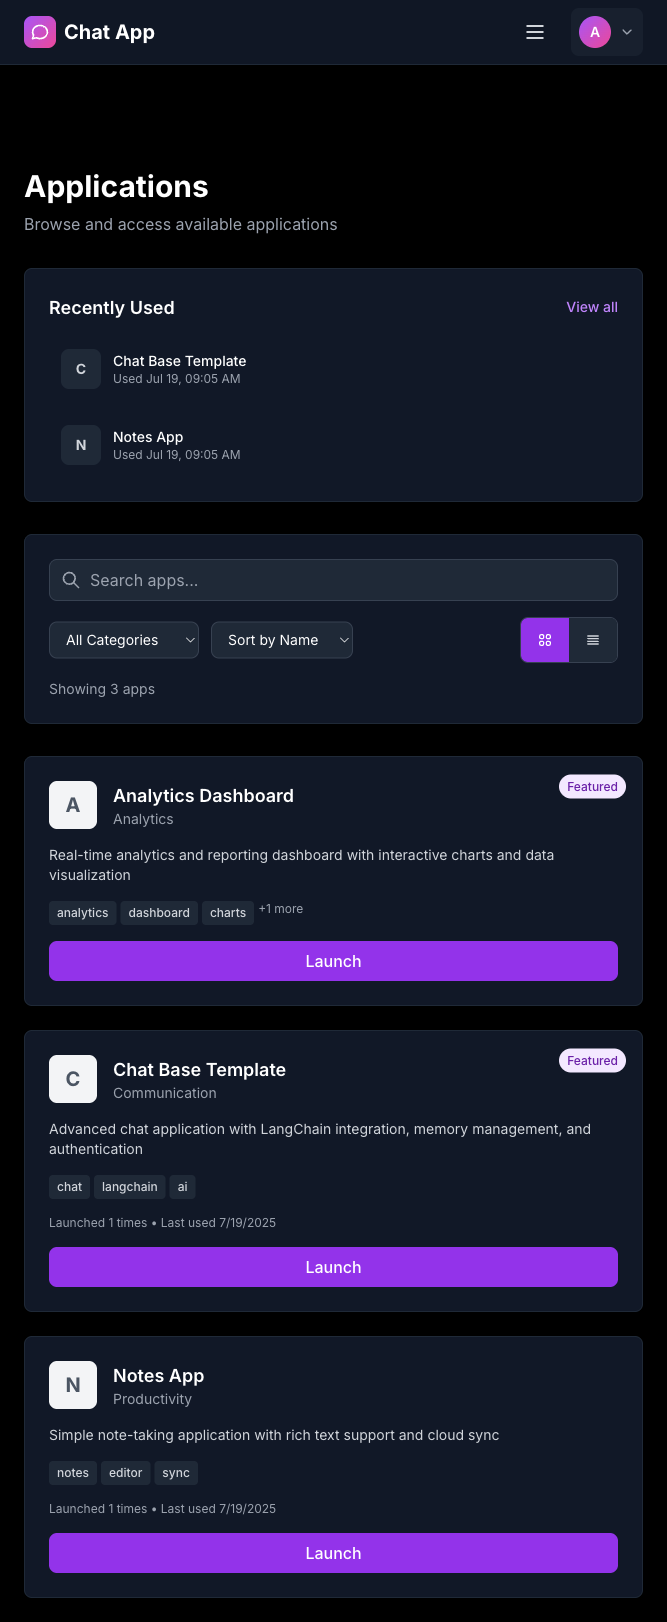 Chat App
A
Applications
Browse and access available applications
Recently Used
View all
C
Chat Base Template
Used Jul 19, 09:05 AM
N
Notes App
Used Jul 19, 09:05 AM
Search apps...
All Categories
Sort by Name
Showing 3 apps
A
Analytics Dashboard
Featured
Analytics
Real-time analytics and reporting dashboard with interactive charts and data
visualization
analytics dashboard charts +1 more
Launch
C
Chat Base Template
Featured
Communication
Advanced chat application with LangChain integration, memory management, and
authentication
chat langchain ai
Launched 1 times • Last used 7/19/2025
Launch
N
Notes App
Productivity
Simple note-taking application with rich text support and cloud sync
notes editor sync
Launched 1 times • Last used 7/19/2025
Launch